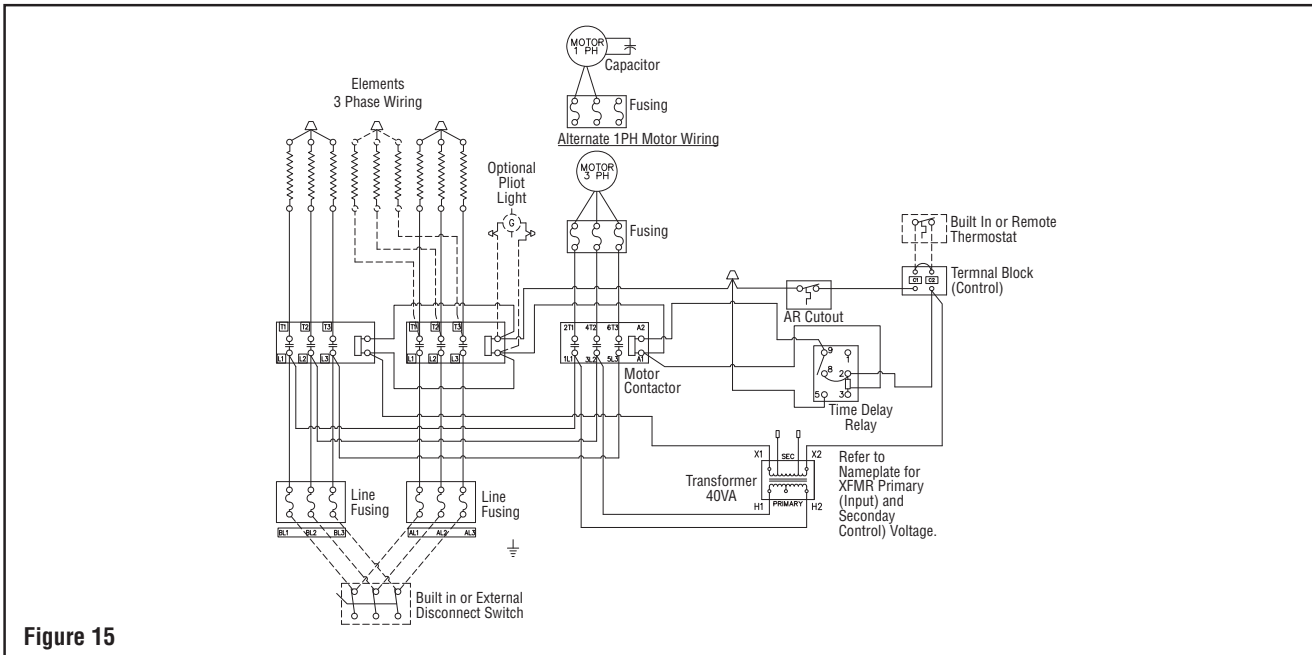 MOTOR
1 PH
Capacitor
Elements
3 Phase Wiring
Fusing
Alternate 1PH Motor Wiring
Optional
Pliot
Light
MOTOR
3 PH
G
Fusing
Built In or Remote
Thermostat
C1 C2
Termnal Block
(Control)
AR Cutout
T1 T2 T3
T1 T2 T3
2T1 4T2 6T3 A2
L1 L2 L3
L1 L2 L3
1L1 3L2 5L3 A1
Motor
Contactor
9 1
8 2
5 3
Time Delay
Relay
X1 SEC X2
Transformer
40VA
H1 PRIMARY H2
Refer to
Nameplate for
XFMR Primary
(Input) and
Seconday
Control) Voltage.
Line
Fusing
Line
Fusing
BL1 BL2 BL3
AL1 AL2 AL3
Built in or External
Disconnect Switch
Figure 15